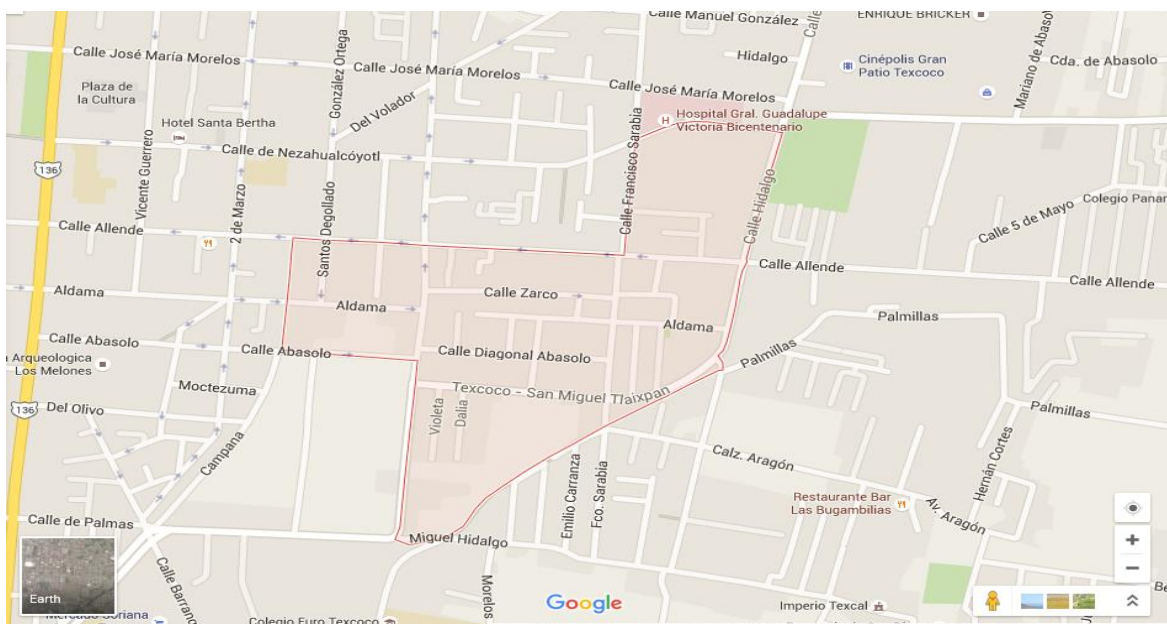 Calle Manuel González
ENRIQUE BRICKER
Calle
Calle José María Morelos
Calle José María Morelos
Hidalgo
Cinépolis Gran
Patio Texcoco
Cda. de Abasolo
Mariano de Abasolo
Plaza de
la Cultura
González Ortega
Del Volador
Calle José María Morelos
Hotel Santa Bertha
Hospital Gral. Guadalupe
Victoria Bicentenario
Calle de Nezahualcóyotl
136
Vicente Guerrero
2 de Marzo
Santos Degollado
Calle Francisco Sarabia
Calle Hidalgo
Calle 5 de Mayo
Colegio Panar
Calle Allende
Calle Allende
Calle Allende
Aldama
Aldama
Calle Zarco
Aldama
Palmillas
Calle Abasolo
Calle Abasolo
Calle Diagonal Abasolo
Palmillas
Arqueologica
Los Melones
Moctezuma
Texcoco - San Miguel Tlaixpan
Palmillas
136
Del Olivo
Campana
Violeta
Dalia
Calz. Aragón
Hernán Cortes
Emilio Carranza
Fco. Sarabia
Restaurante Bar
Las Bugambilias
Av. Aragón
Calle de Palmas
Miguel Hidalgo
Calle Barranc
Morelos
Earth
Google
Imperio Texcal
Mercado Soriana
Colegio Euro Texcoco